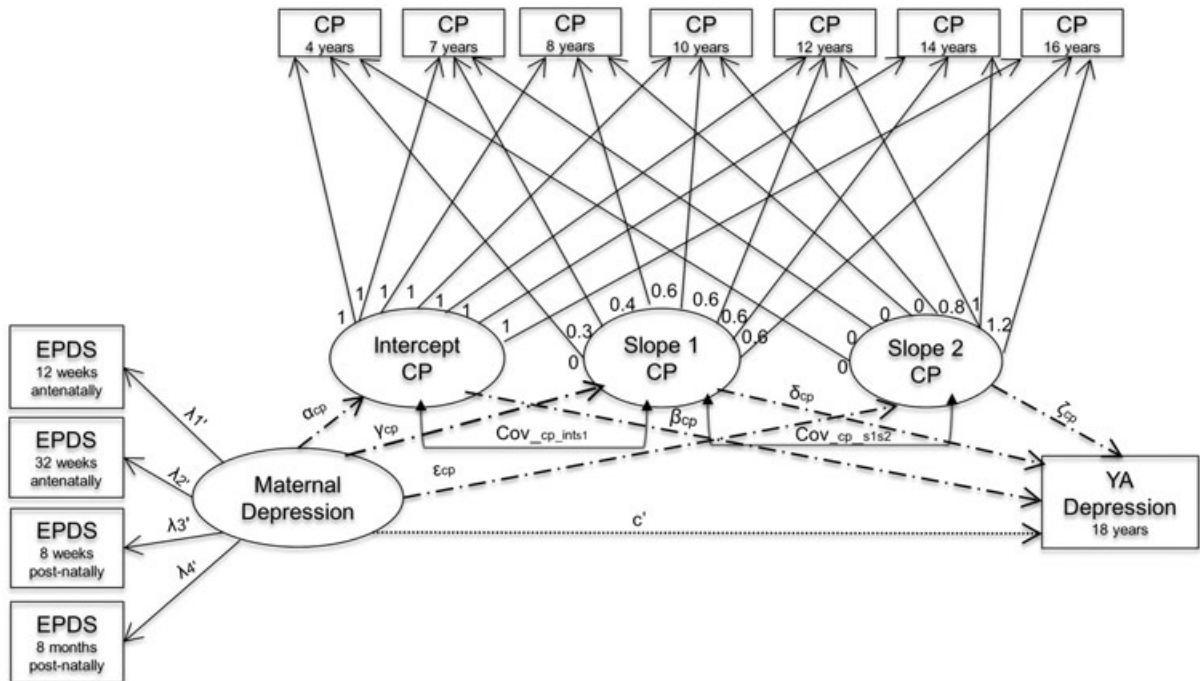 CP
4 years
CP
7 years
CP
8 years
CP
10 years
CP
12 years
CP
14 years
CP
16 years
1
1
1
1
1
1
1
0
0.3
0.4
0.6
0.6
0.6
0.6
0
0
0
0
0.8
1
1.2
Intercept
CP
Slope 1
CP
Slope 2
CP
EPDS
12 weeks
antenatally
EPDS
32 weeks
antenatally
EPDS
8 weeks
post-natally
EPDS
8 months
post-natally
λ1'
λ2'
λ3'
λ4'
Maternal
Depression
αcp
γcp
εcp
Cov_cp_ints1
βcp
δcp
Cov_cp_s1s2
ζcp
c'
YA
Depression
18 years